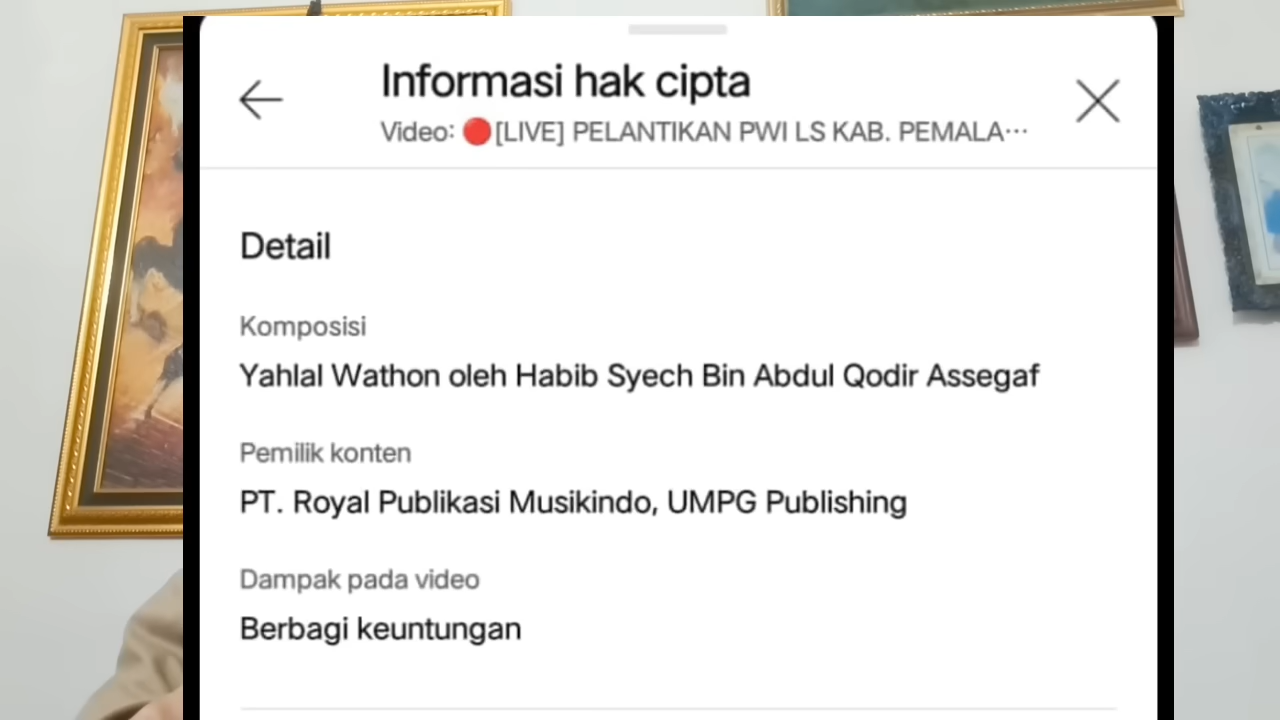 Informasi hak cipta
Video: 🔴[LIVE] PELANTIKAN PWI LS KAB. PEMALA...
Detail
Komposisi
Yahlal Wathon oleh Habib Syech Bin Abdul Qodir Assegaf
Pemilik konten
PT. Royal Publikasi Musikindo, UMPG Publishing
Dampak pada video
Berbagi keuntungan